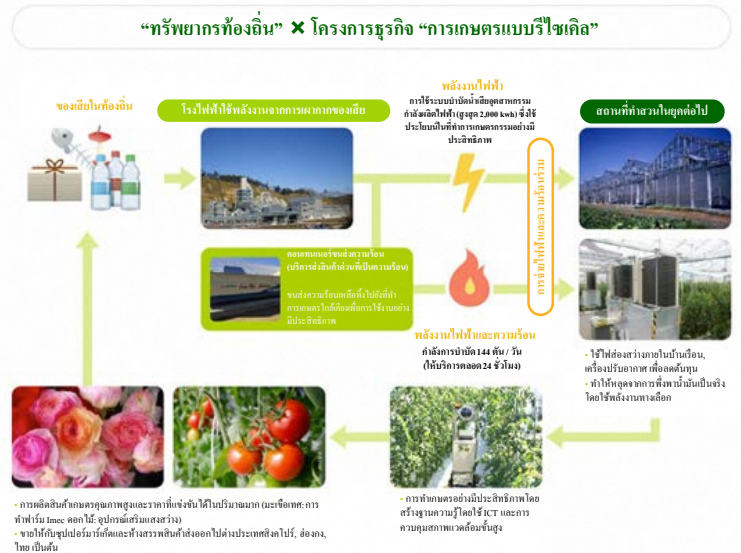 “ทรัพยากรท้องถิ่น” × โครงการธุรกิจ “การเกษตรแบบรีไซเคิล”
ของเสียในท้องถิ่น
โรงไฟฟ้าใช้พลังงานจากการเผากากของเสีย
พลังงานไฟฟ้า
การใช้ระบบบำบัดน้ำเสียอุตสาหกรรม
กำลังผลิตไฟฟ้า (สูงสุด 2,000 kwh) ซึ่งใช้
ประโยชน์ในที่ทำการเกษตรกรรมอย่างมี
ประสิทธิภาพ
สถานที่ทำสวนในยุคต่อไป
การจ่ายไฟฟ้าและความร้อนร่วม
คอนเทนเนอร์ขนส่งความร้อน
(บริการส่งสินค้าด่วนที่เป็นความร้อน)
ขนส่งความร้อนเหลือทิ้งไปยังที่ทำ
การเกษตรใกล้เคียงเพื่อการใช้งานอย่าง
มีประสิทธิภาพ
พลังงานไฟฟ้าและความร้อน
กำลังการบำบัด 144 ตัน / วัน
(ให้บริการตลอด 24 ชั่วโมง)
- ใช้ไฟส่องสว่างภายในบ้านเรือน,
เครื่องปรับอากาศ เพื่อลดต้นทุน
- ทำให้หลุดจากการพึ่งพาน้ำมันเป็นจริง
โดยใช้พลังงานทางเลือก
- การทำเกษตรอย่างมีประสิทธิภาพโดย
สร้างฐานความรู้โดยใช้ ICT และการ
ควบคุมสภาพแวดล้อมขั้นสูง
- การผลิตสินค้าเกษตรคุณภาพสูงและราคาที่แข่งขันได้ในปริมาณมาก (มะเขือเทศ: การ
ทำฟาร์ม Imec ดอกไม้: อุปกรณ์เสริมแสงสว่าง)
- ขายให้กับซุปเปอร์มาร์เก็ตและห้างสรรพสินค้าส่งออกไปต่างประเทศสิงคโปร์, ฮ่องกง,
ไทย เป็นต้น